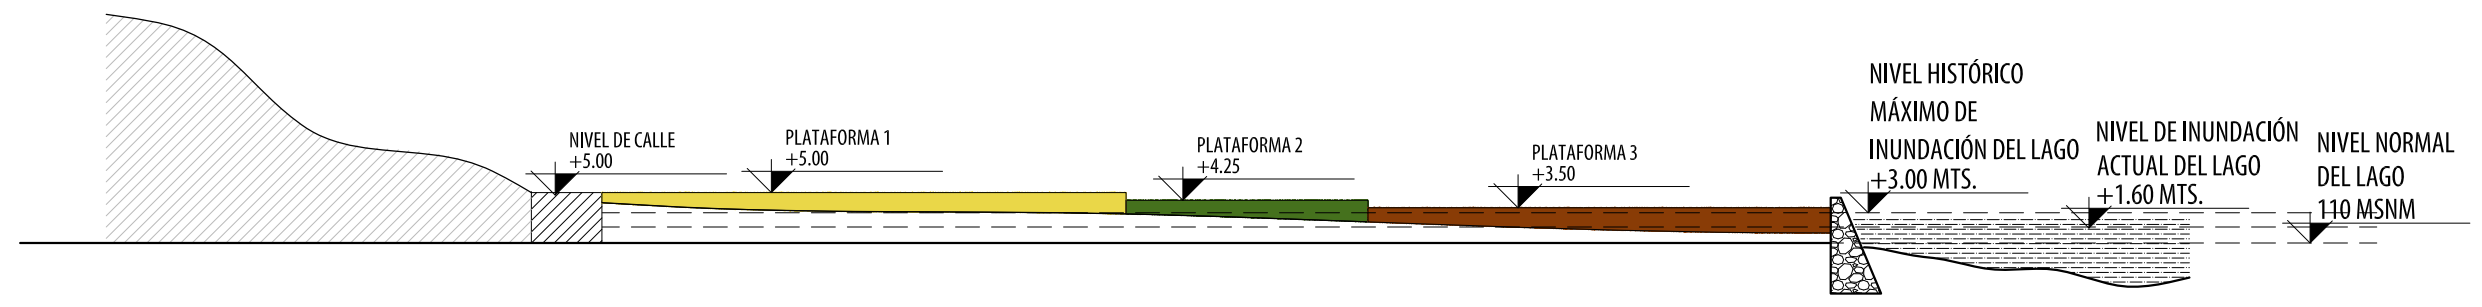 NIVEL DE CALLE
+5.00
PLATAFORMA 1
+5.00
PLATAFORMA 2
+4.25
PLATAFORMA 3
+3.50
NIVEL HISTÓRICO
MÁXIMO DE
INUNDACIÓN DEL LAGO
+3.00 MTS.
NIVEL DE INUNDACIÓN
ACTUAL DEL LAGO
+1.60 MTS.
NIVEL NORMAL
DEL LAGO
110 MSNM